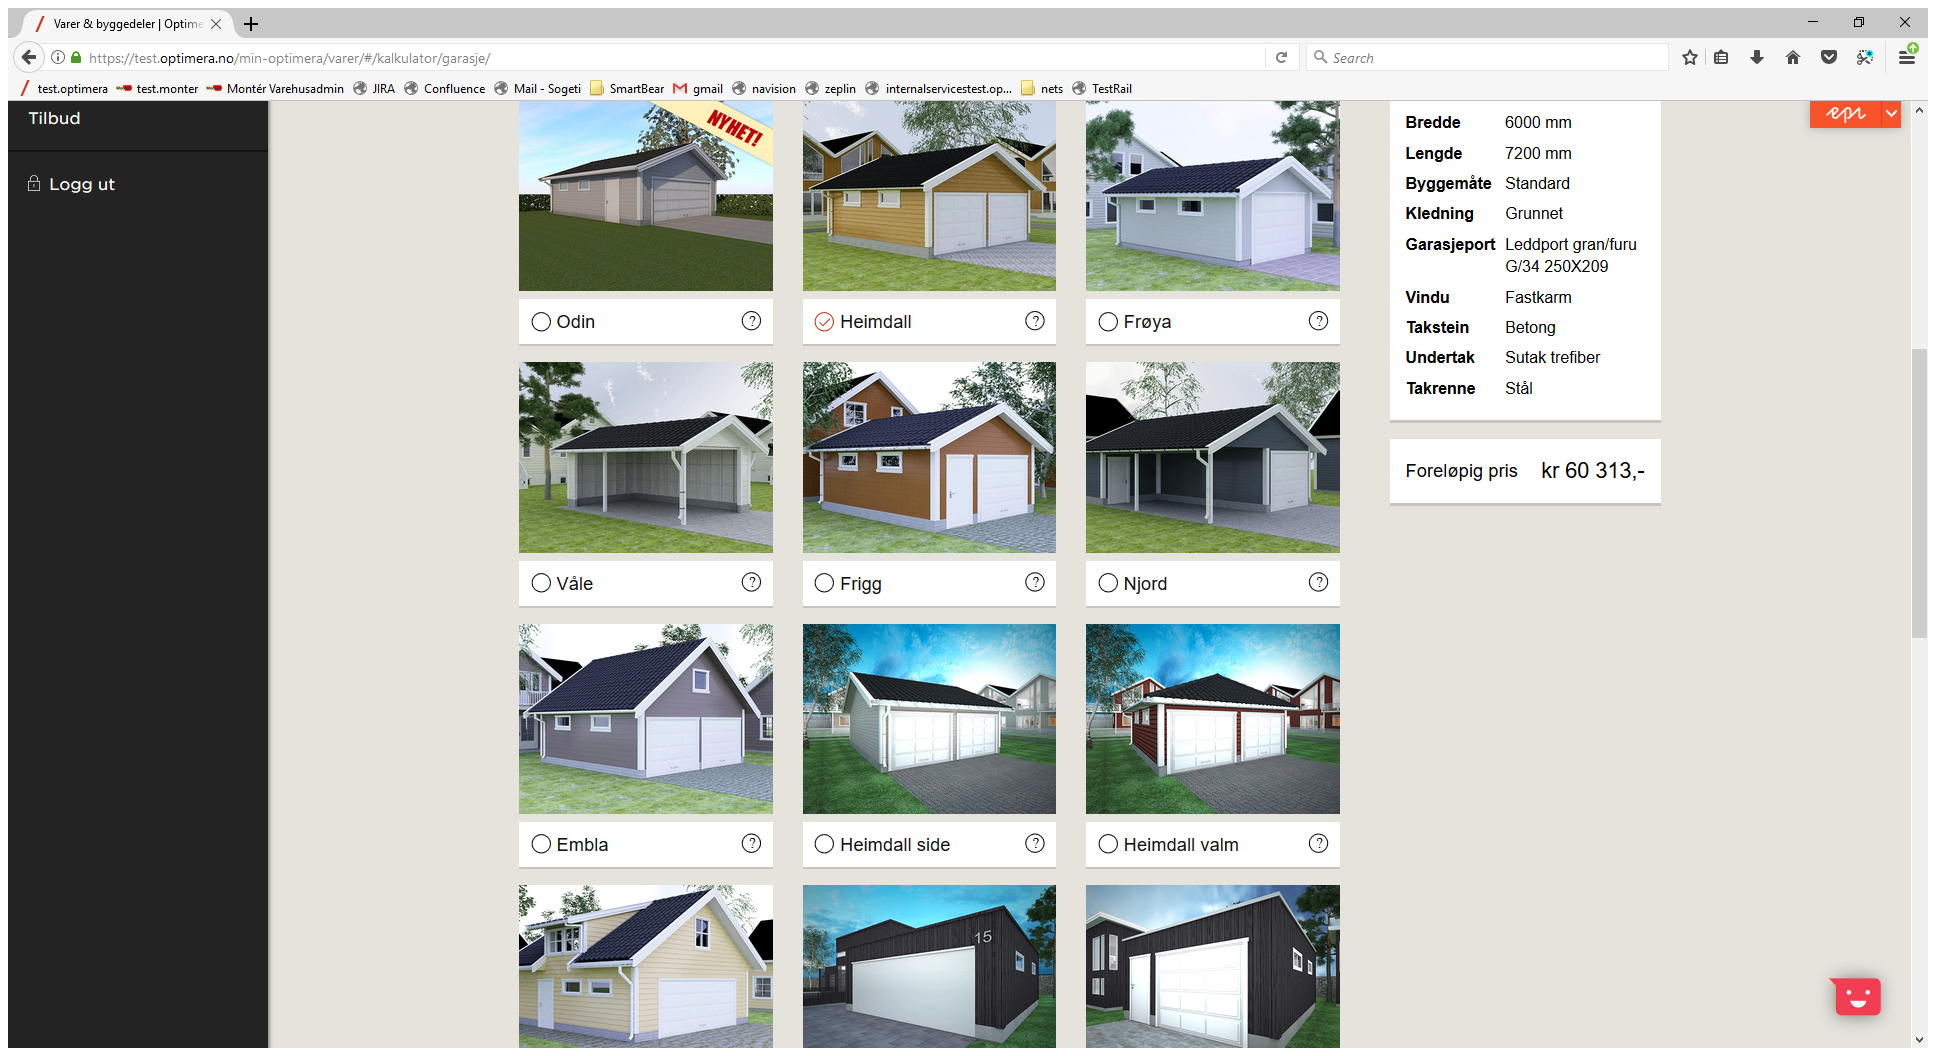 Varer & byggedeler | Optime
https://test.optimera.no/min-optimera/varer/#/kalkulator/garasje/
Search
test.optimera
test.monter
Montér Varehusadmin
JIRA
Confluence
Mail - Sogeti
SmartBear
gmail
navision
zeplin
internalservicestest.op...
nets
TestRail
Tilbud
Logg ut
NYHET!
epi
Odin ?
Heimdall ?
Frøya ?
Våle ?
Frigg ?
Njord ?
Embla ?
Heimdall side ?
Heimdall valm ?
15
Bredde 6000 mm
Lengde 7200 mm
Byggemåte Standard
Kledning Grunnet
Garasjeport Leddport gran/furu
G/34 250X209
Vindu Fastkarm
Takstein Betong
Undertak Sutak trefiber
Takrenne Stål
Foreløpig pris kr 60 313,-